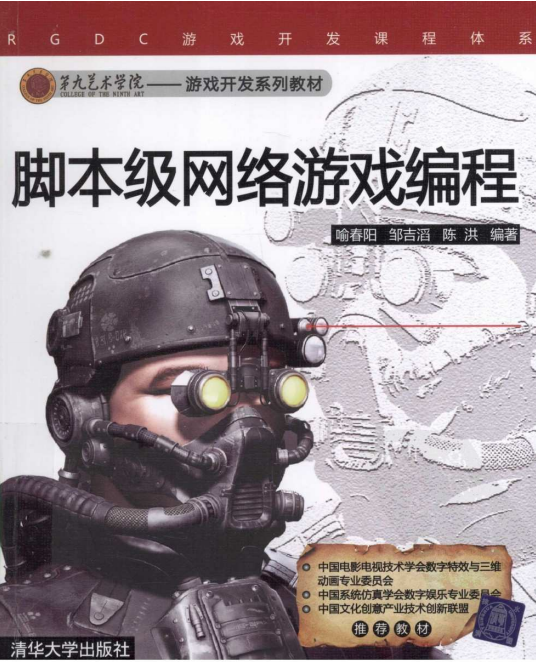 RGDC游戏开发课程体系
第九艺术学院——游戏开发系列教材
COLLEGE OF THE NINTH ART
脚本级网络游戏编程
喻春阳 邹吉滔 陈 洪 编著
中国电影电视技术学会数字特效与三维
动画专业委员会
中国系统仿真学会数字娱乐专业委员会
中国文化创意产业技术创新联盟
推荐教材
清华大学出版社